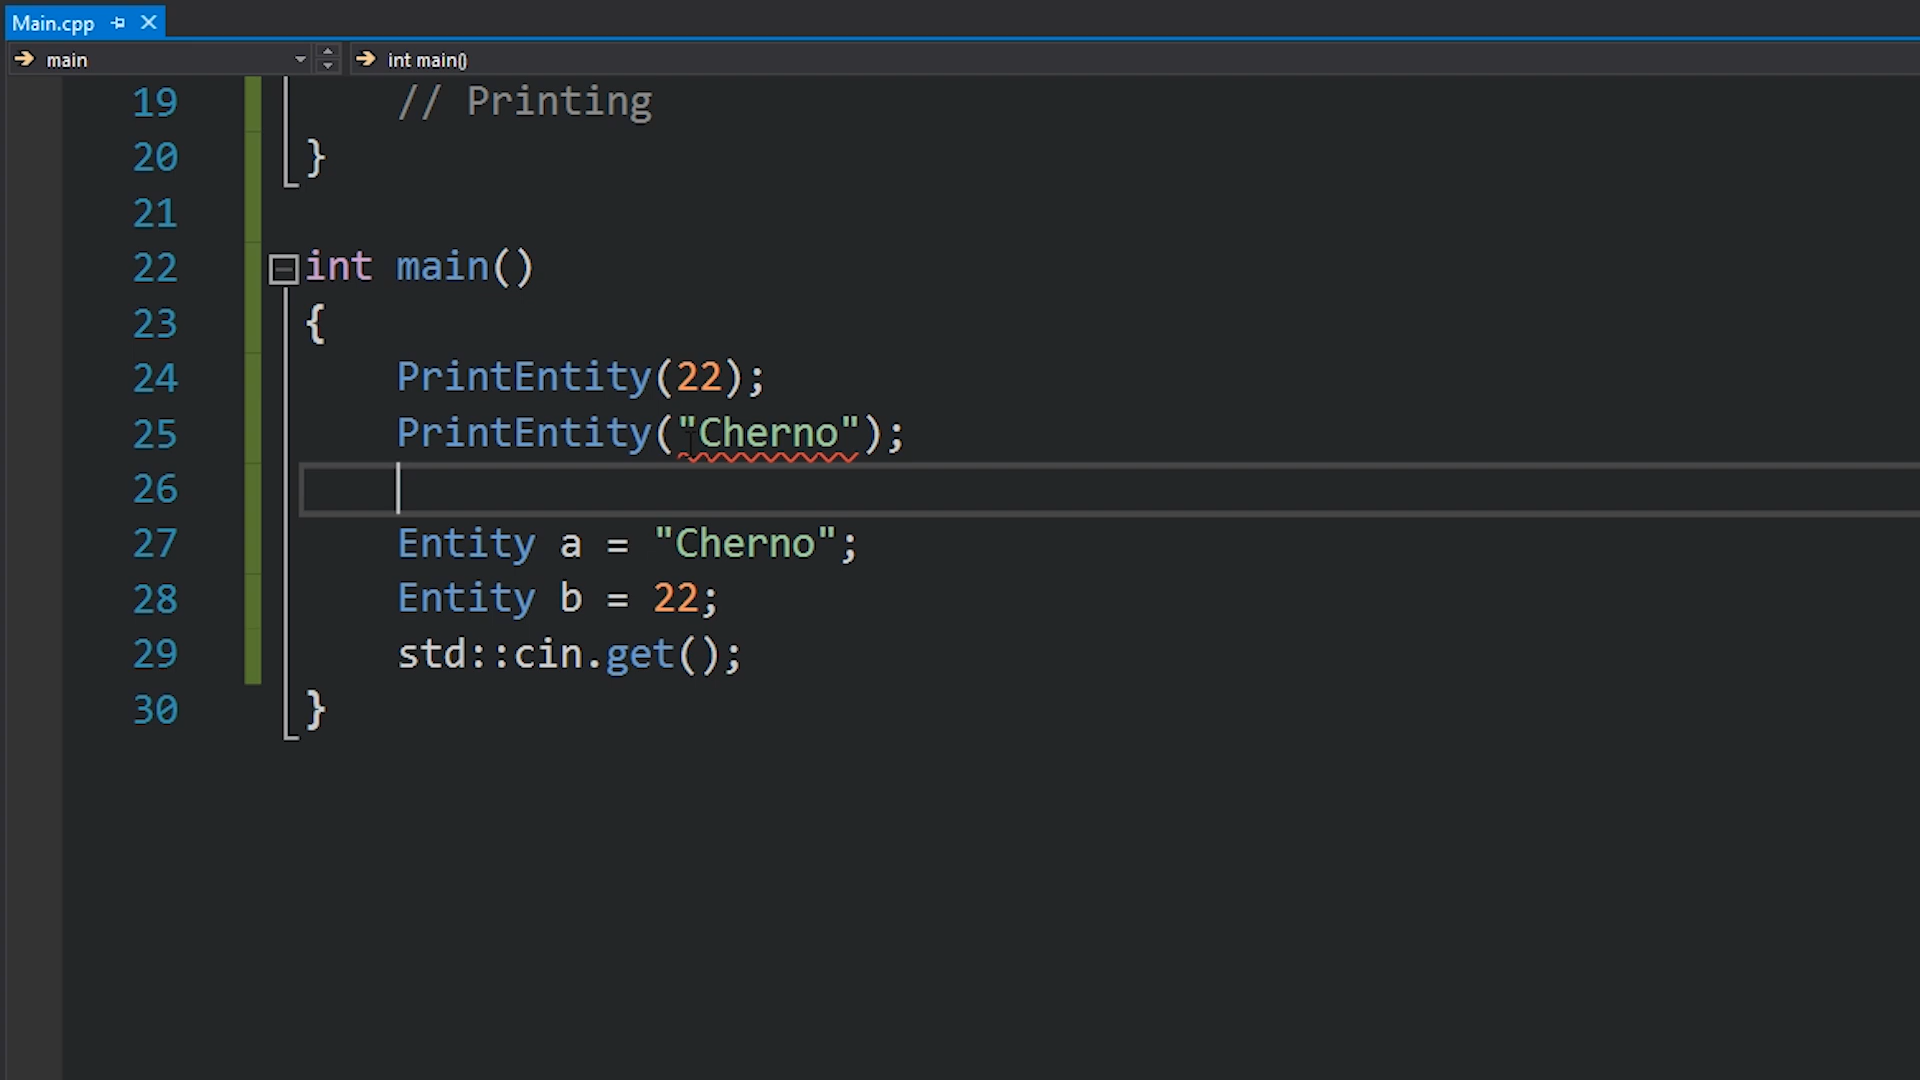 Main.cpp
main int main()
19 // Printing
20 }
21
22 int main()
23 {
24 PrintEntity(22);
25 PrintEntity("Cherno");
26
27 Entity a = "Cherno";
28 Entity b = 22;
29 std::cin.get();
30 }